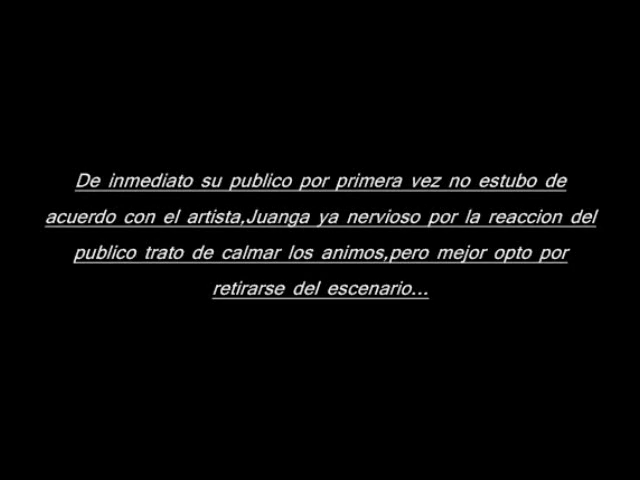 De inmediato su publico por primera vez no estubo de
acuerdo con el artista,Juanga ya nervioso por la reaccion del
publico trato de calmar los animos,pero mejor opto por
retirarse del escenario...